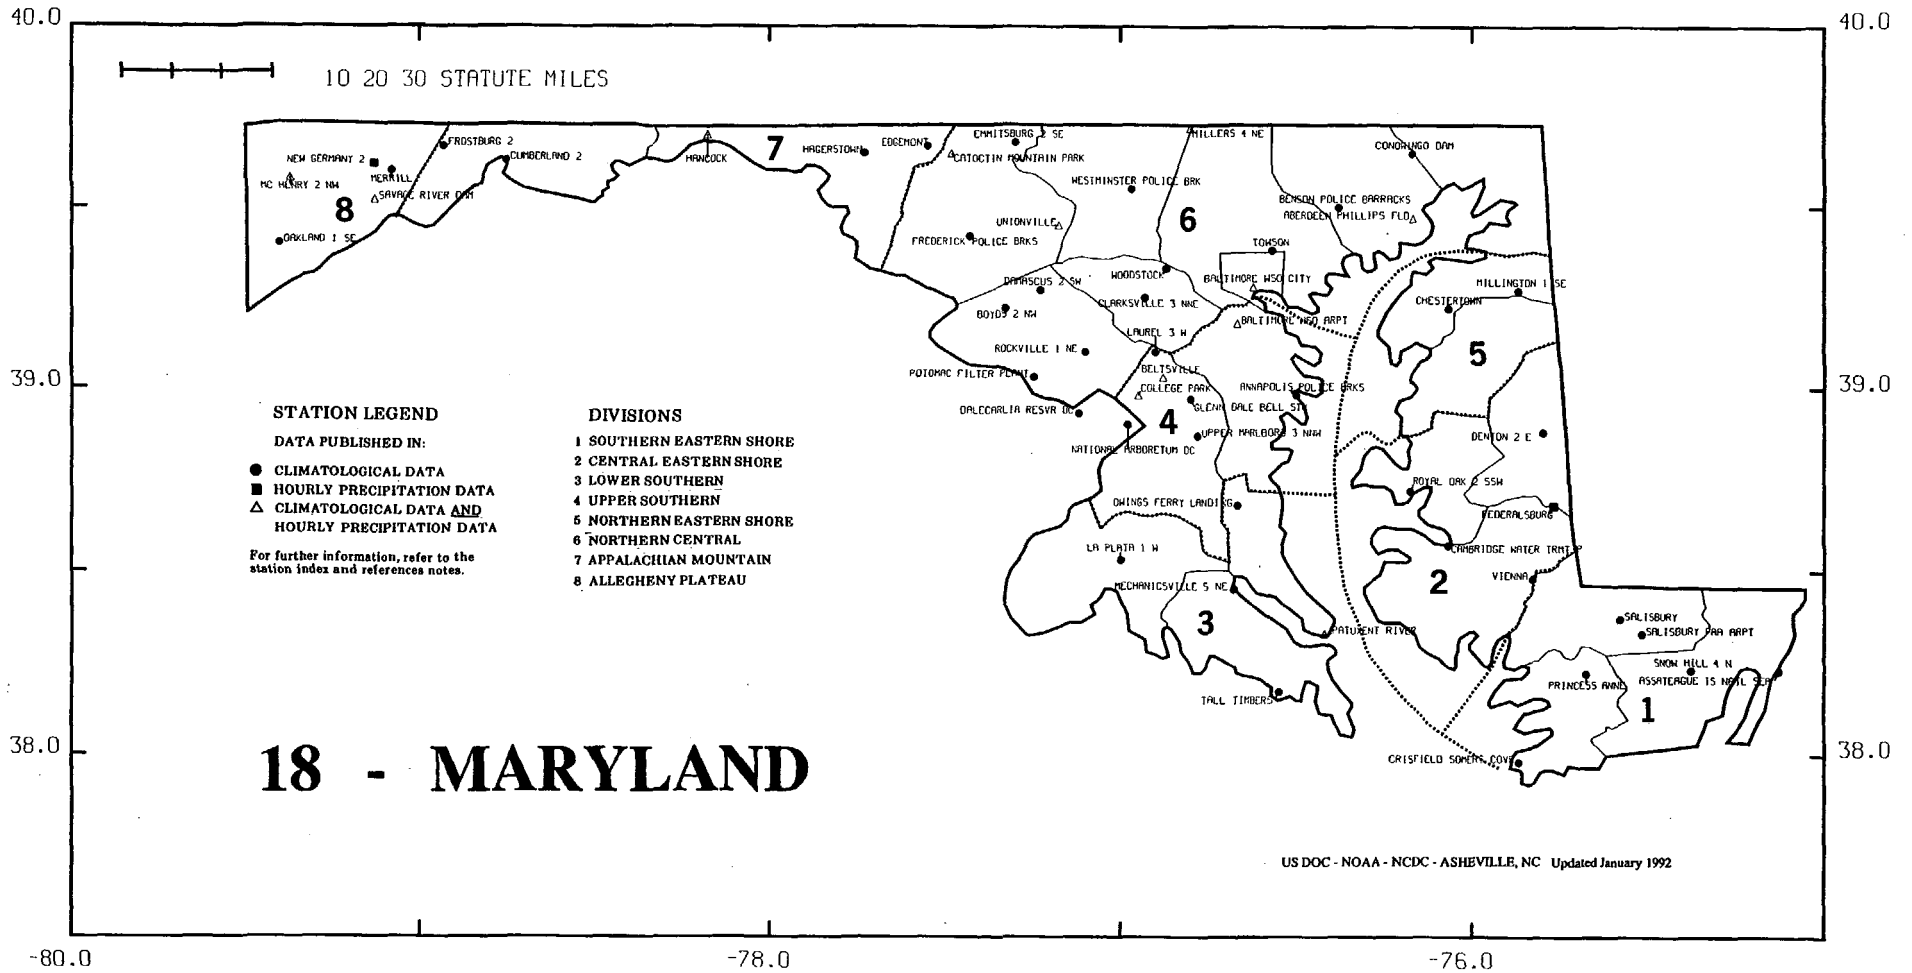 40.0
40.0
10 20 30 STATUTE MILES
NEW GERMANY 2
MC HENRY 2 NW
MERRILL
SAVAGE RIVER DAM
8
OAKLAND 1 SE
FROSTBURG 2
CUMBERLAND 2
HANCOCK
7
HAGERSTOWN
EDGEMONT
EMMITSBURG 2 SE
CATOCTIN MOUNTAIN PARK
MILLERS 4 NE
CONOWINGO DAM
WESTMINSTER POLICE BRK
BENSON POLICE BARRACKS
ABERDEEN PHILLIPS FLD
UNIONVILLE
6
FREDERICK POLICE BRKS
TOWSON
DAMASCUS 2 SW
WOODSTOCK
BALTIMORE WSO CITY
MILLINGTON 1 SE
CLARKSVILLE 3 NNE
CHESTERTOWN
BOYDS 2 NW
BALTIMORE WSO ARPT
LAUREL 3 W
ROCKVILLE 1 NE
5
POTOMAC FILTER PLANT
BELTSVILLE
COLLEGE PARK
ANNAPOLIS POLICE BRKS
39.0
39.0
DALECARLIA RESVR DC
GLENN DALE BELL STN
4
UPPER MARLBORO 3 NNW
DENTON 2 E
NATIONAL ARBORETUM DC
ROYAL OAK 2 SSW
OWINGS FERRY LANDING
FEDERALSBURG
LA PLATA 1 W
CAMBRIDGE WATER TRMT P
MECHANICSVILLE 5 NE
2
VIENNA
3
PATUXENT RIVER
SALISBURY
SALISBURY FAA ARPT
SNOW HILL 4 N
PRINCESS ANNE
ASSATEAGUE IS NATL SEA
TALL TIMBERS
1
CRISFIELD SOMERS COVE
STATION LEGEND
DATA PUBLISHED IN:
CLIMATOLOGICAL DATA
HOURLY PRECIPITATION DATA
CLIMATOLOGICAL DATA AND
HOURLY PRECIPITATION DATA
For further information, refer to the
station index and references notes.
DIVISIONS
1 SOUTHERN EASTERN SHORE
2 CENTRAL EASTERN SHORE
3 LOWER SOUTHERN
4 UPPER SOUTHERN
5 NORTHERN EASTERN SHORE
6 NORTHERN CENTRAL
7 APPALACHIAN MOUNTAIN
8 ALLEGHENY PLATEAU
38.0
38.0
18 - MARYLAND
US DOC - NOAA - NCDC - ASHEVILLE, NC Updated January 1992
-80.0
-78.0
-76.0